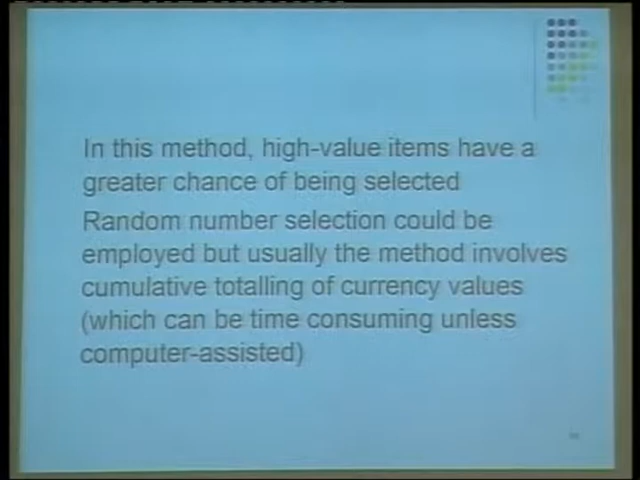 In this method, high-value items have a
greater chance of being selected
Random number selection could be
employed but usually the method involves
cumulative totalling of currency values
(which can be time consuming unless
computer-assisted)